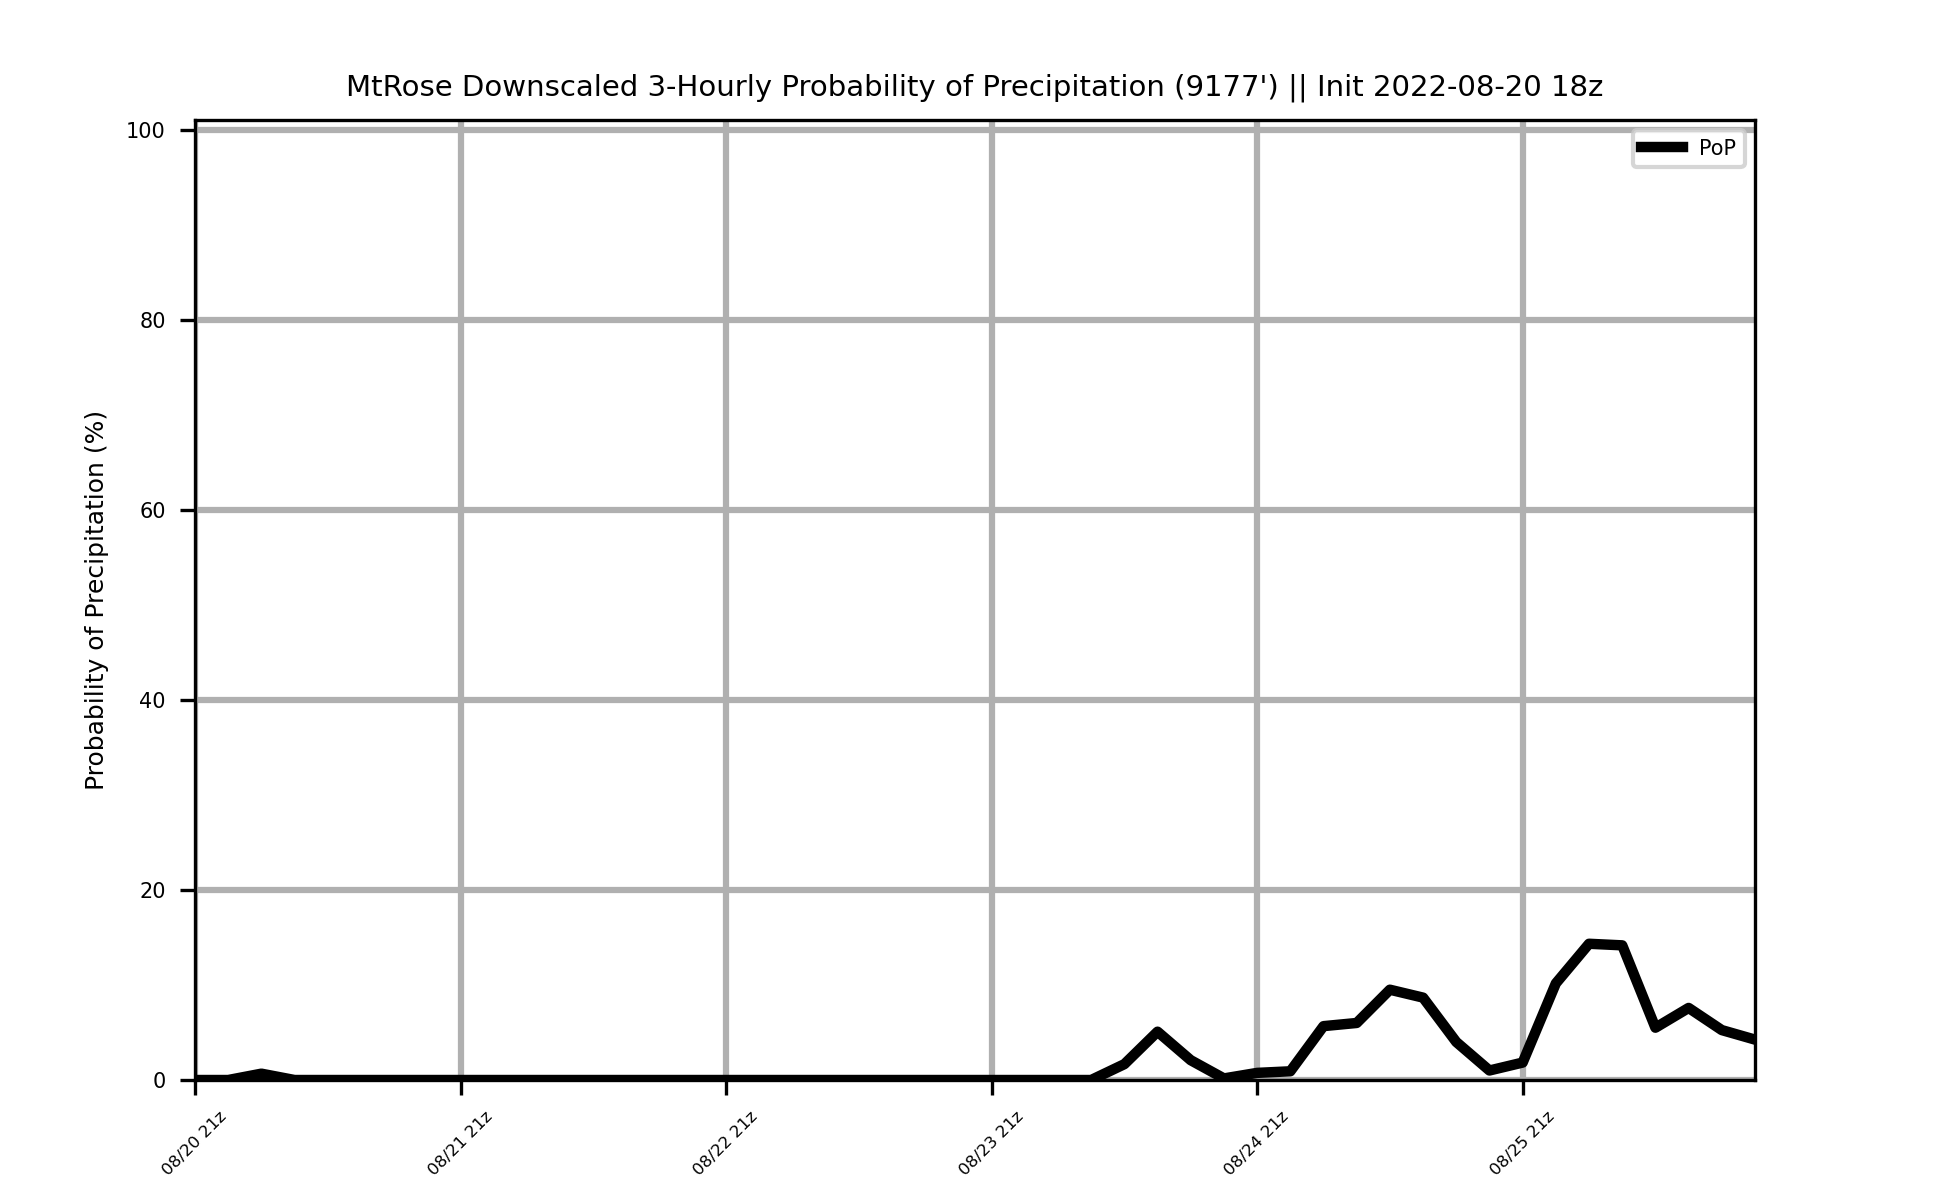 MtRose Downscaled 3-Hourly Probability of Precipitation (9177') || Init 2022-08-20 18z
PoP
Probability of Precipitation (%)
100
80
60
40
20
0
08/20 21z
08/21 21z
08/22 21z
08/23 21z
08/24 21z
08/25 21z